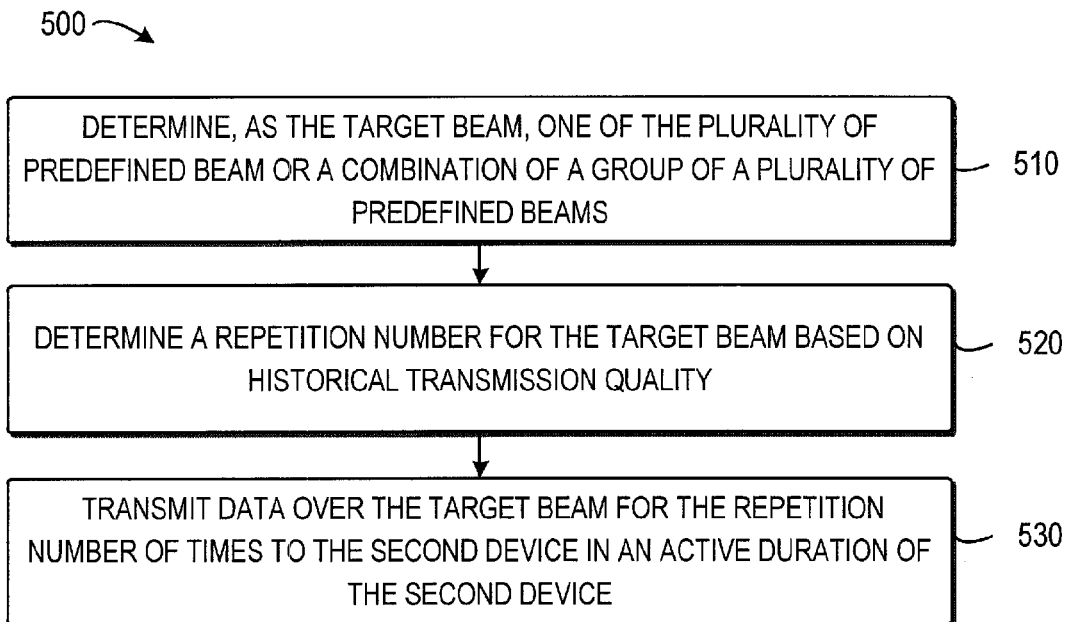 500
DETERMINE, AS THE TARGET BEAM, ONE OF THE PLURALITY OF
PREDEFINED BEAM OR A COMBINATION OF A GROUP OF A PLURALITY OF
PREDEFINED BEAMS
510
DETERMINE A REPETITION NUMBER FOR THE TARGET BEAM BASED ON
HISTORICAL TRANSMISSION QUALITY
520
TRANSMIT DATA OVER THE TARGET BEAM FOR THE REPETITION
NUMBER OF TIMES TO THE SECOND DEVICE IN AN ACTIVE DURATION OF
THE SECOND DEVICE
530